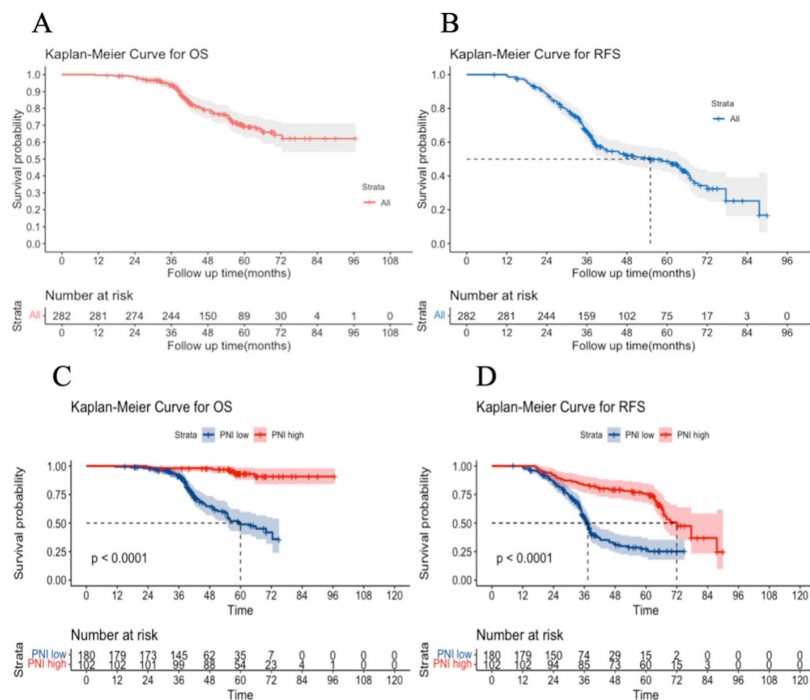 A
Kaplan-Meier Curve for OS
1.0
0.9
0.8
0.7
0.6
0.5
0.4
0.3
0.2
0.1
0.0
Survival probability
Strata
All
0 12 24 36 48 60 72 84 96 108
Follow up time(months)
Number at risk
Strata
All 282 281 274 244 150 89 30 4 1 0
0 12 24 36 48 60 72 84 96 108
Follow up time(months)
B
Kaplan-Meier Curve for RFS
1.0
0.9
0.8
0.7
0.6
0.5
0.4
0.2
0.0
Survival probability
Strata
All
0 12 24 36 48 60 72 84 96
Follow up time(months)
Number at risk
Strata
All 282 281 244 159 102 75 17 3 0
0 12 24 36 48 60 72 84 96
Follow up time(months)
C
Kaplan-Meier Curve for OS
Strata PNI low PNI high
1.00
0.75
0.50
0.25
0.00
Survival probability
p < 0.0001
0 12 24 36 48 60 72 84 96 108 120
Time
Number at risk
Strata
PNI low 180 179 173 145 62 35 7 0 0 0 0
PNI high 102 102 101 99 88 54 23 4 1 0 0
0 12 24 36 48 60 72 84 96 108 120
Time
D
Kaplan-Meier Curve for RFS
Strata PNI low PNI high
1.00
0.75
0.50
0.25
0.00
Survival probability
p < 0.0001
0 12 24 36 48 60 72 84 96 108 120
Time
Number at risk
Strata
PNI low 180 179 150 74 29 15 2 0 0 0 0
PNI high 102 102 94 85 73 60 15 3 0 0 0
0 12 24 36 48 60 72 84 96 108 120
Time